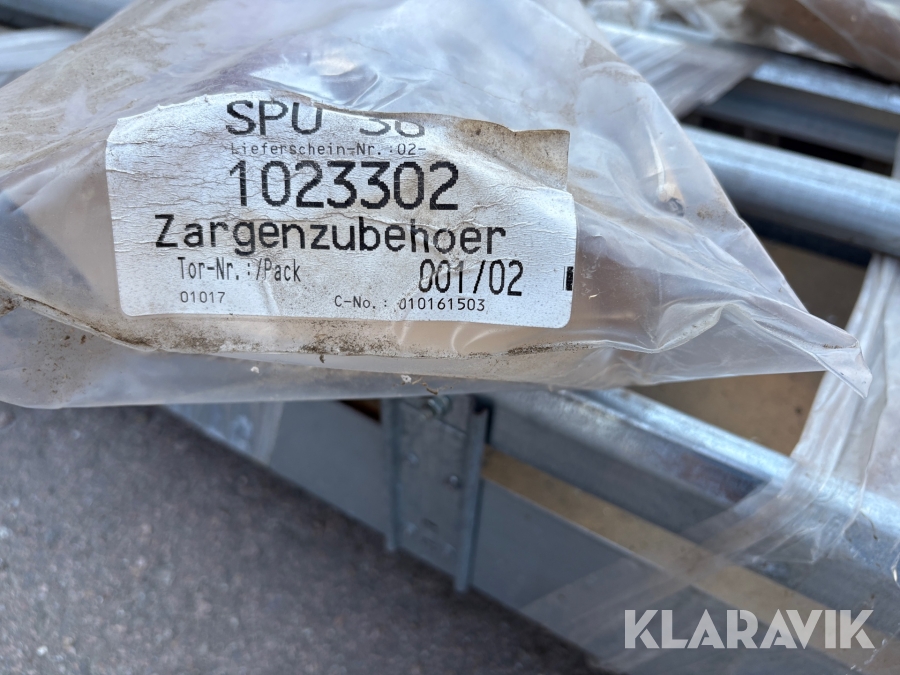 SPU
Lieferschein-Nr.:02-
1023302
Zargenzubehoer
Tor-Nr.:/Pack 001/02
01017 C-No.: 010161503
KLARAVIK